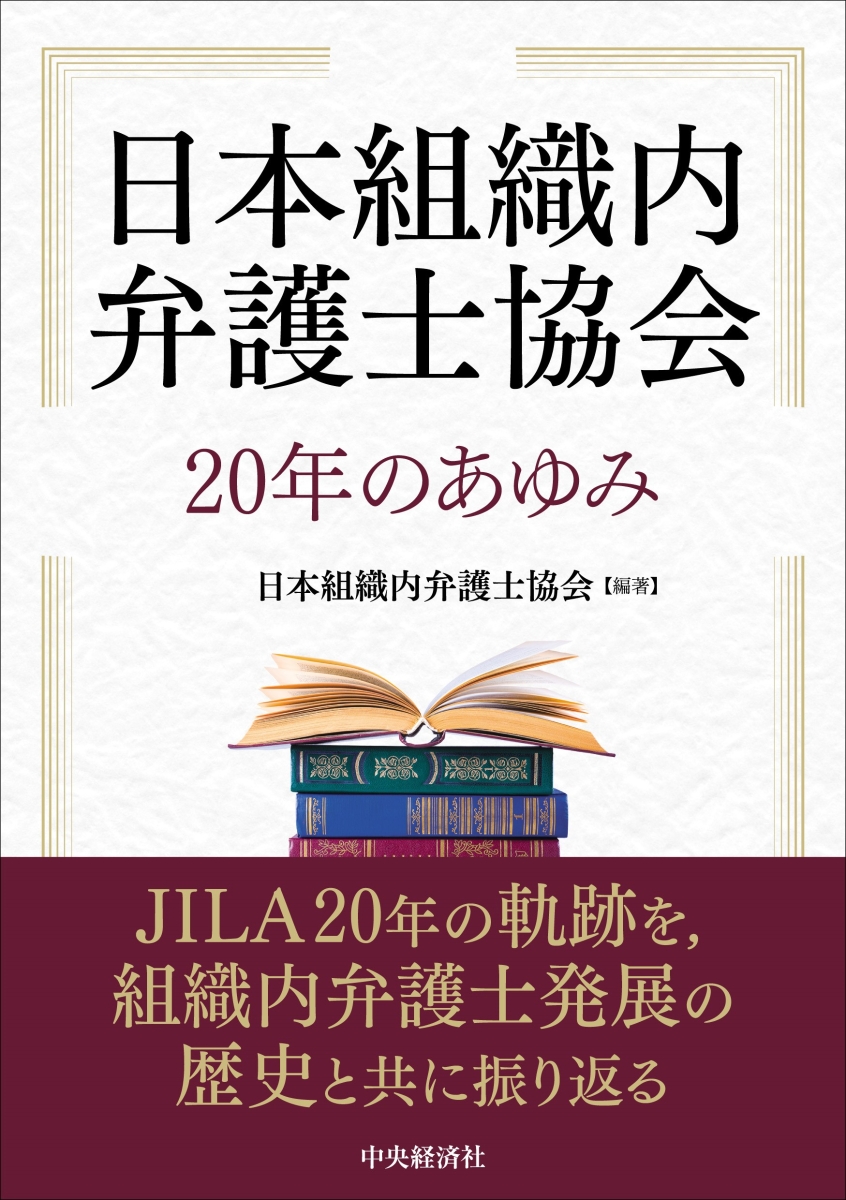 日本組織内
弁護士協会
20年のあゆみ
日本組織内弁護士協会【編著】
JILA20年の軌跡を,
組織内弁護士発展の
歴史と共に振り返る
中央経済社